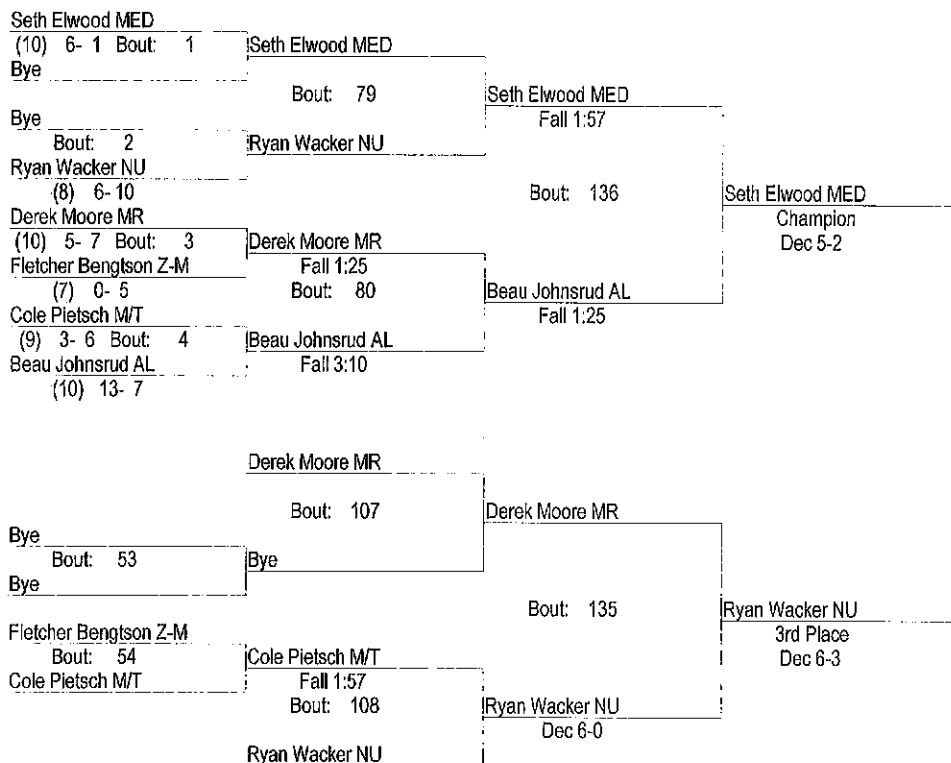 Seth Elwood MED
(10) 6- 1 Bout: 1
Seth Elwood MED
Bye
Bout: 79
Seth Elwood MED
Bye
Fall 1:57
Bout: 2
Ryan Wacker NU
Ryan Wacker NU
Bout: 136
Seth Elwood MED
(8) 6- 10
Derek Moore MR
Champion
(10) 5- 7 Bout: 3
Derek Moore MR
Dec 5-2
Fletcher Bengtson Z-M
Fall 1:25
(7) 0- 5
Bout: 80
Beau Johnsrud AL
Cole Pietsch M/T
Fall 1:25
(9) 3- 6 Bout: 4
Beau Johnsrud AL
Beau Johnsrud AL
Fall 3:10
(10) 13- 7
Derek Moore MR
Bout: 107
Derek Moore MR
Bye
Bout: 53
Bye
Bye
Bout: 135
Ryan Wacker NU
Fletcher Bengtson Z-M
3rd Place
Bout: 54
Cole Pietsch M/T
Dec 6-3
Cole Pietsch M/T
Fall 1:57
Bout: 108
Ryan Wacker NU
Dec 6-0
Ryan Wacker NU